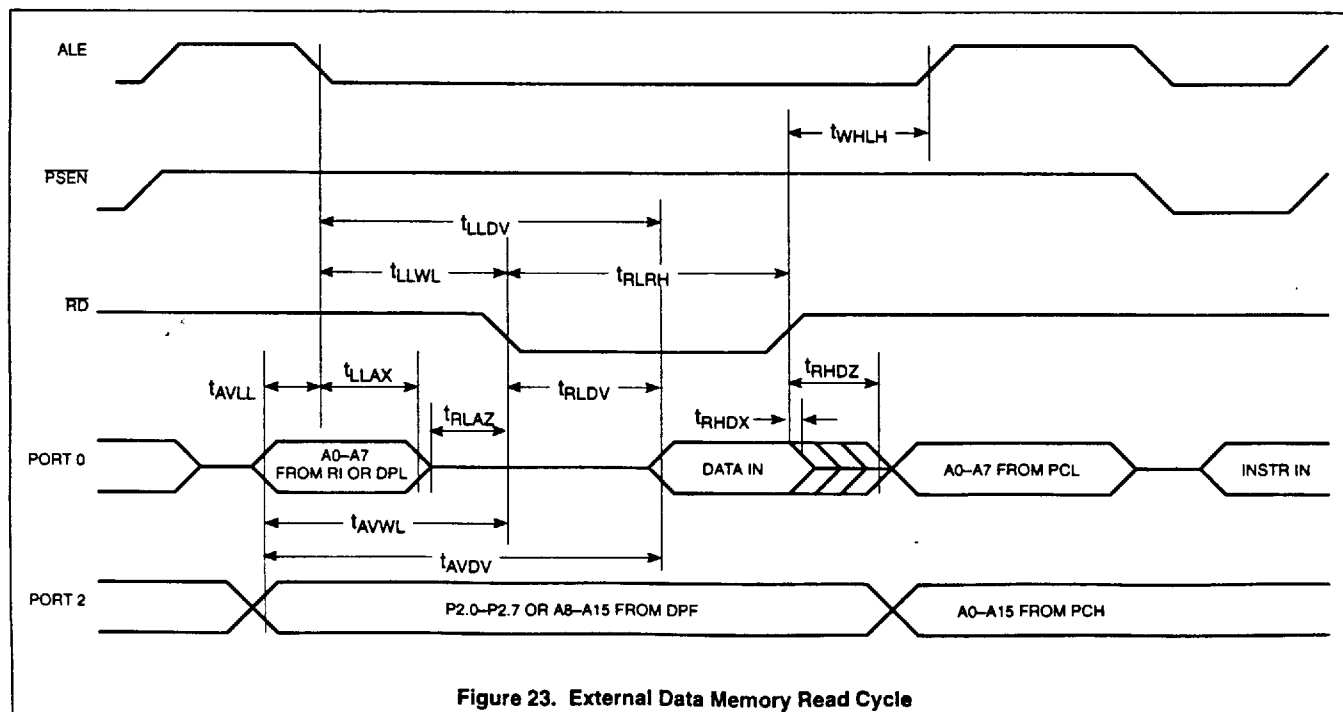 ALE
tWHLH
PSEN
tLLDV
tLLWL
tRLRH
RD
tAVLL
tLLAX
tRLDV
tRHDZ
tRLAZ
tRHDX
PORT 0
A0–A7
FROM RI OR DPL
DATA IN
A0–A7 FROM PCL
INSTR IN
tAVWL
tAVDV
PORT 2
P2.0–P2.7 OR A8–A15 FROM DPF
A0–A15 FROM PCH
Figure 23. External Data Memory Read Cycle